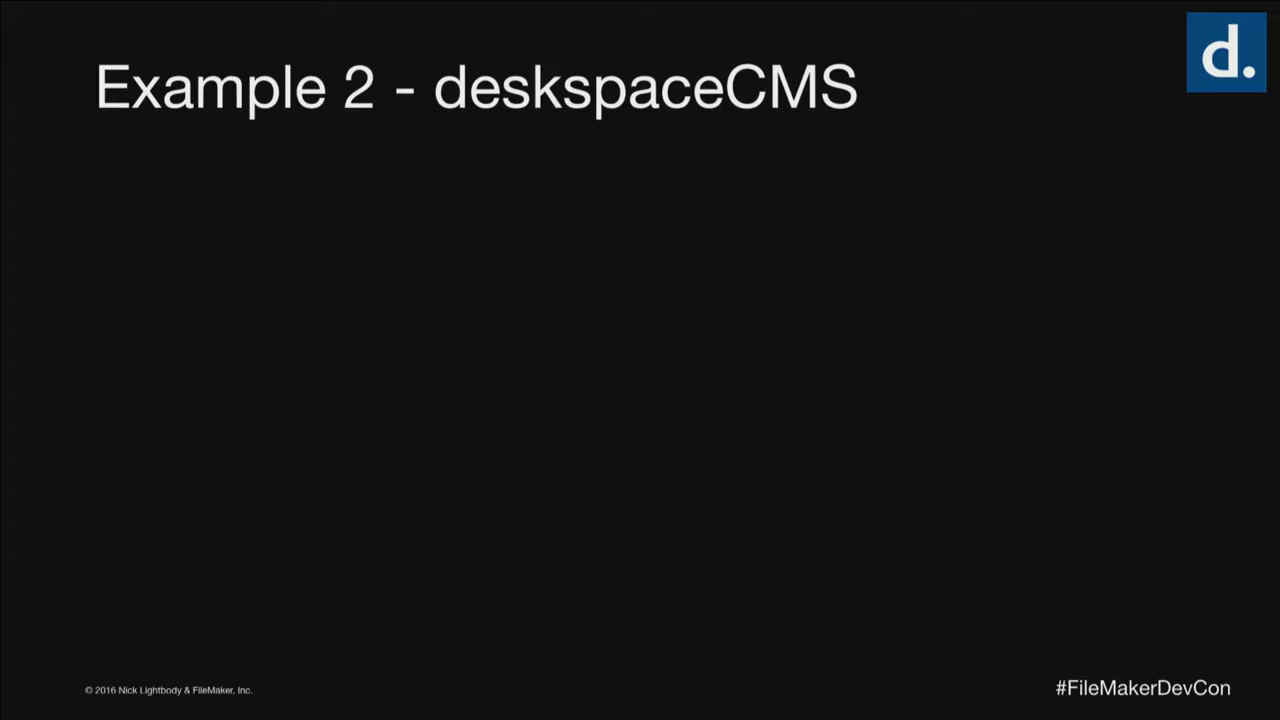 d.
Example 2 - deskspaceCMS
© 2016 Nick Lightbody & FileMaker, Inc.
#FileMakerDevCon